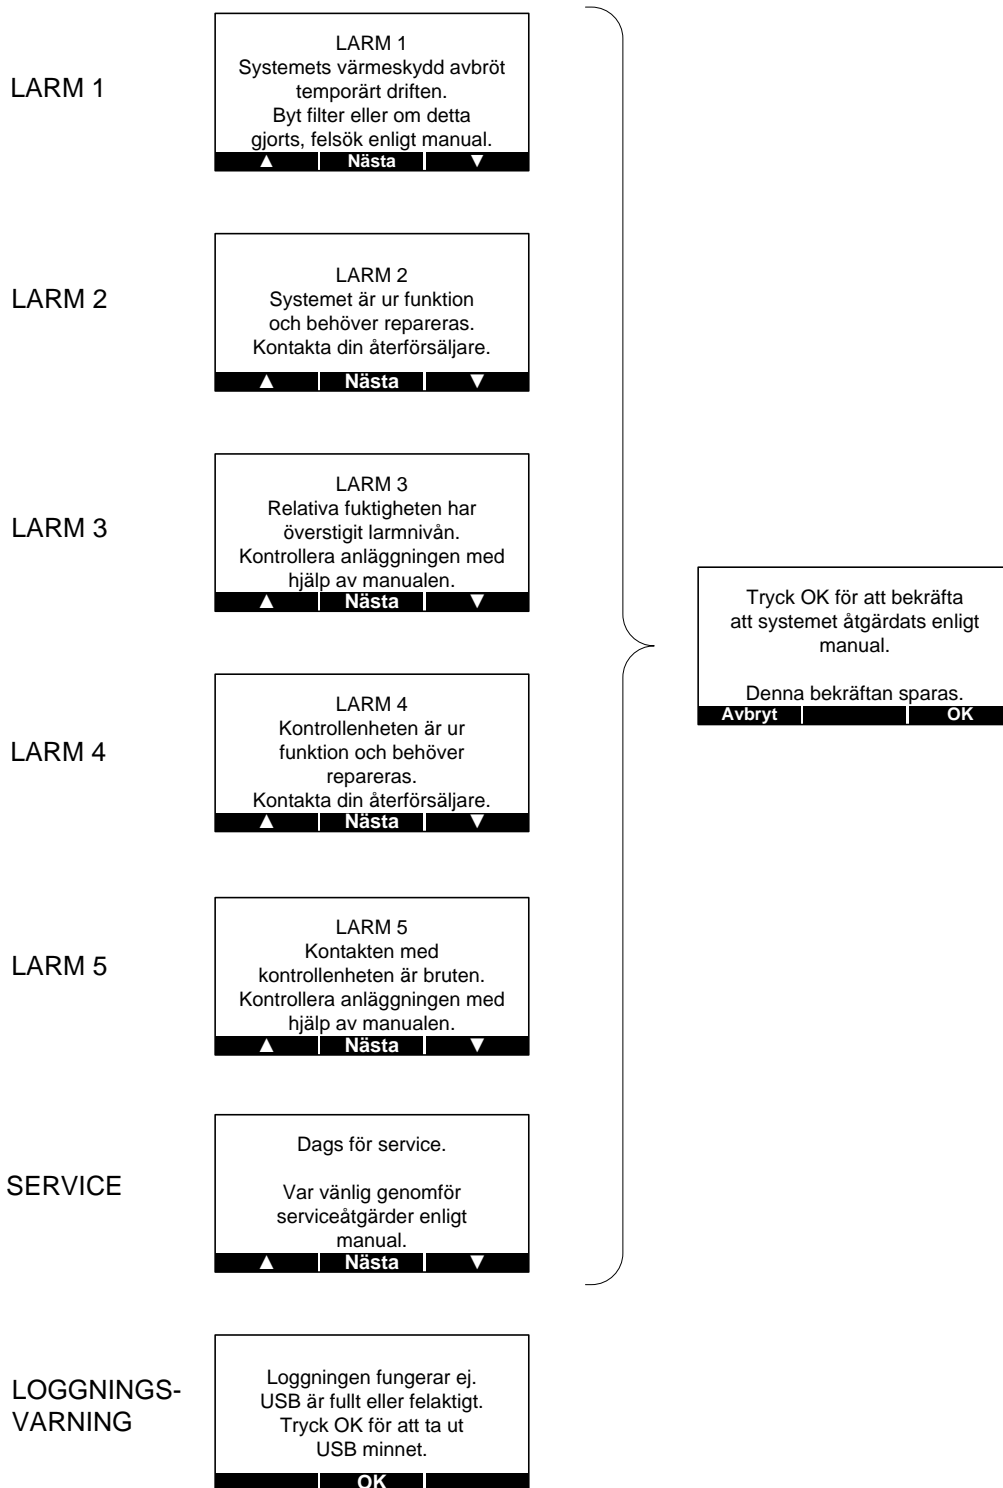 LARM 1
LARM 1
Systemets värmeskydd avbröt
temporärt driften.
Byt filter eller om detta
gjorts, felsök enligt manual.
▲ Nästa ▼
LARM 2
LARM 2
Systemet är ur funktion
och behöver repareras.
Kontakta din återförsäljare.
▲ Nästa ▼
LARM 3
LARM 3
Relativa fuktigheten har
överstigit larmnivån.
Kontrollera anläggningen med
hjälp av manualen.
▲ Nästa ▼
LARM 4
LARM 4
Kontrollenheten är ur
funktion och behöver
repareras.
Kontakta din återförsäljare.
▲ Nästa ▼
LARM 5
LARM 5
Kontakten med
kontrollenheten är bruten.
Kontrollera anläggningen med
hjälp av manualen.
▲ Nästa ▼
SERVICE
Dags för service.
Var vänlig genomför
serviceåtgärder enligt
manual.
▲ Nästa ▼
Tryck OK för att bekräfta
att systemet åtgärdats enligt
manual.
Denna bekräftan sparas.
Avbryt OK
LOGGNINGS-
VARNING
Loggningen fungerar ej.
USB är fullt eller felaktigt.
Tryck OK för att ta ut
USB minnet.
OK